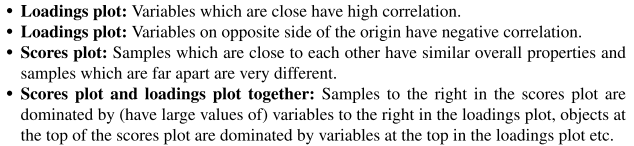 • Loadings plot: Variables which are close have high correlation.
• Loadings plot: Variables on opposite side of the origin have negative correlation.
• Scores plot: Samples which are close to each other have similar overall properties and
samples which are far apart are very different.
• Scores plot and loadings plot together: Samples to the right in the scores plot are
dominated by (have large values of) variables to the right in the loadings plot, objects at
the top of the scores plot are dominated by variables at the top in the loadings plot etc.